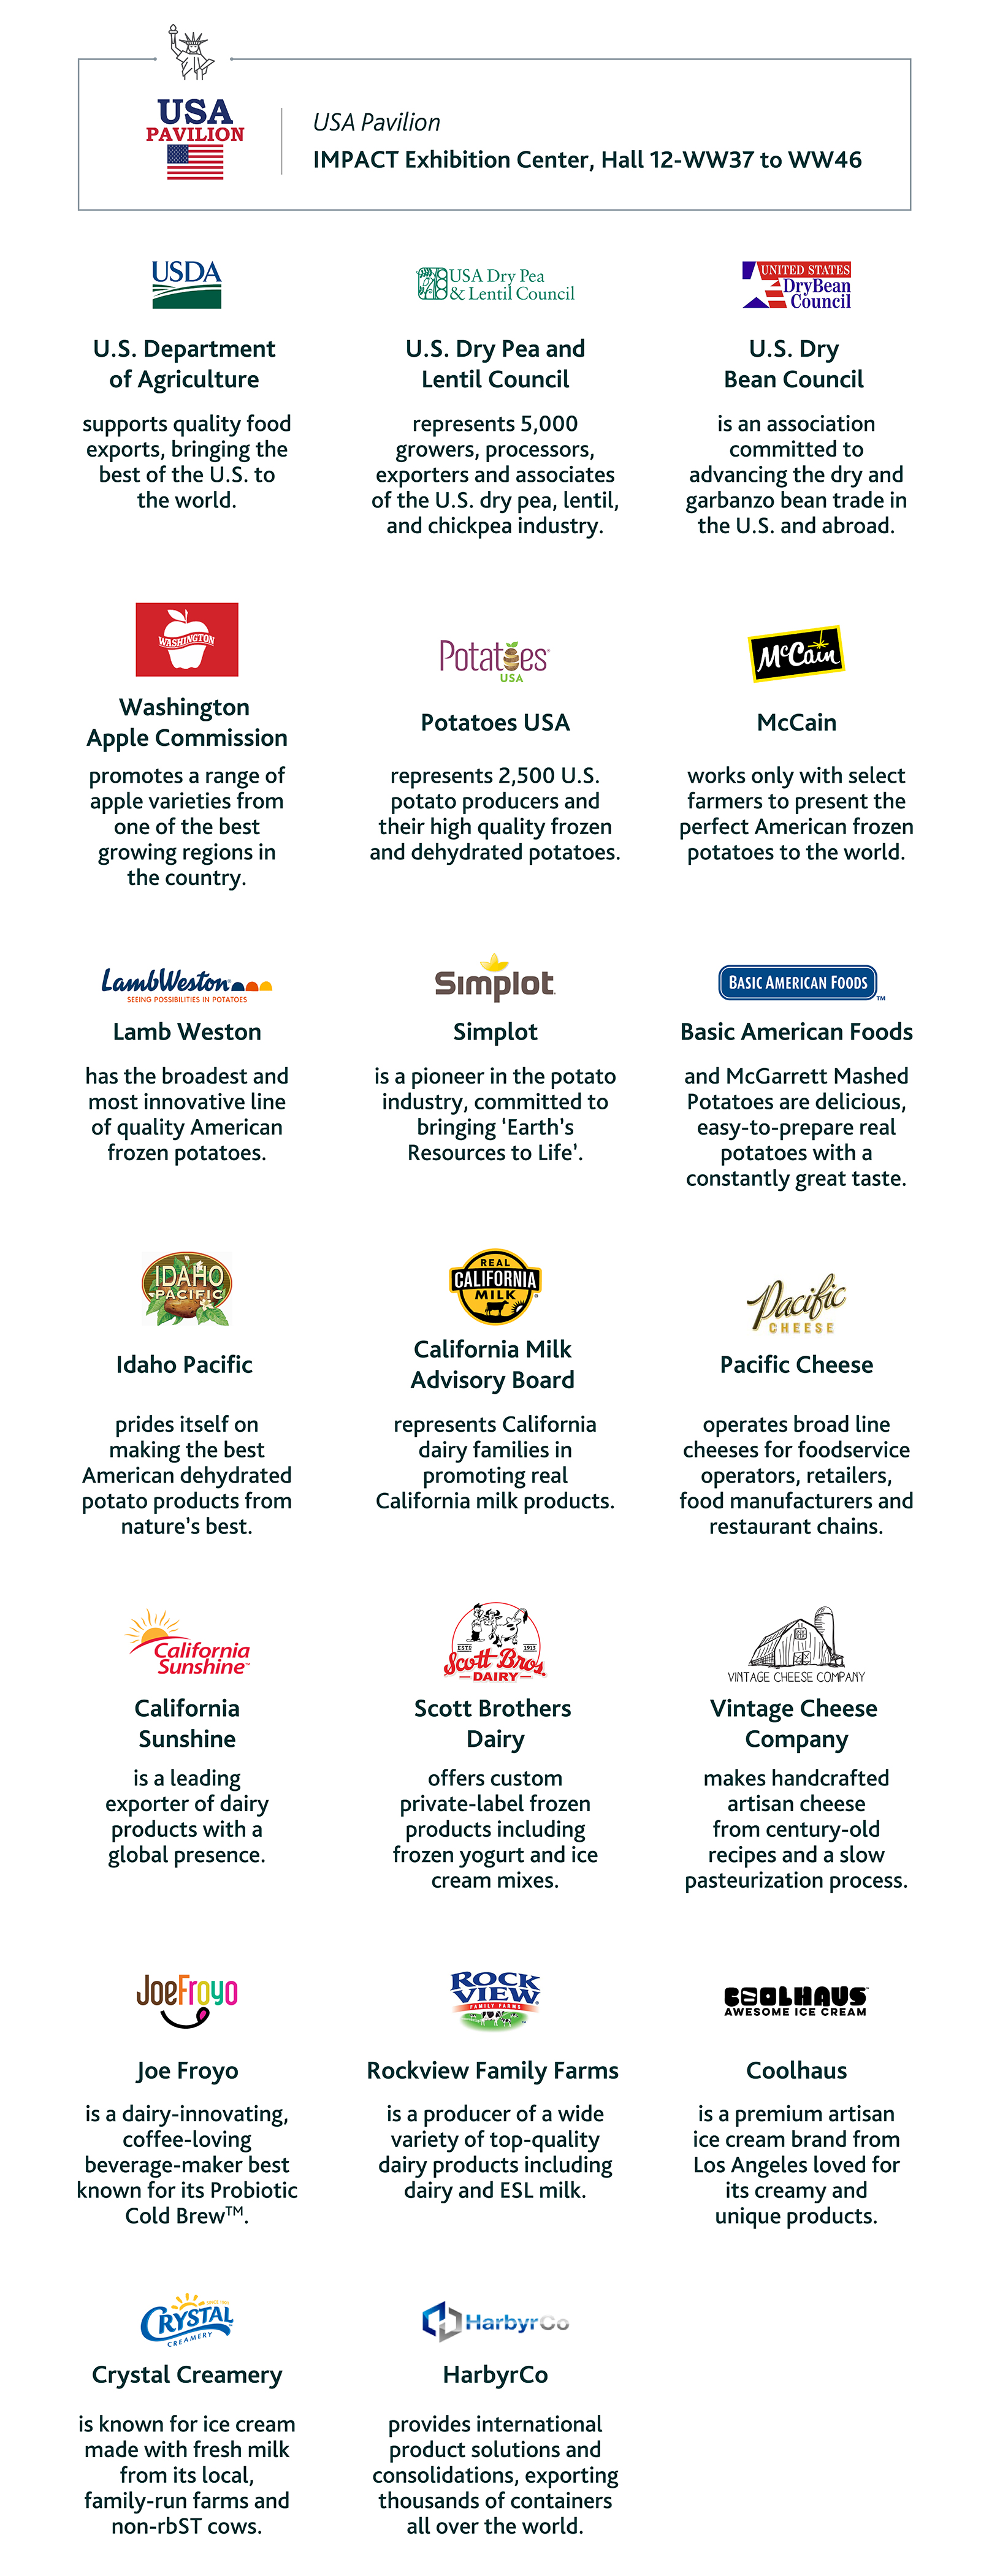 USA
PAVILION
USA Pavilion
IMPACT Exhibition Center, Hall 12-WW37 to WW46
USDA
U.S. Department
of Agriculture
supports quality food
exports, bringing the
best of the U.S. to
the world.
USA Dry Pea
& Lentil Council
U.S. Dry Pea and
Lentil Council
represents 5,000
growers, processors,
exporters and associates
of the U.S. dry pea, lentil,
and chickpea industry.
UNITED STATES
DryBean
Council
U.S. Dry
Bean Council
is an association
committed to
advancing the dry and
garbanzo bean trade in
the U.S. and abroad.
WASHINGTON
Washington
Apple Commission
promotes a range of
apple varieties from
one of the best
growing regions in
the country.
Potatoes
USA
Potatoes USA
represents 2,500 U.S.
potato producers and
their high quality frozen
and dehydrated potatoes.
McCain
McCain
works only with select
farmers to present the
perfect American frozen
potatoes to the world.
LambWeston
SEEING POSSIBILITIES IN POTATOES
Lamb Weston
has the broadest and
most innovative line
of quality American
frozen potatoes.
Simplot
Simplot
is a pioneer in the potato
industry, committed to
bringing ‘Earth’s
Resources to Life’.
BASIC AMERICAN FOODS™
Basic American Foods
and McGarrett Mashed
Potatoes are delicious,
easy-to-prepare real
potatoes with a
constantly great taste.
IDAHO
PACIFIC
Idaho Pacific
prides itself on
making the best
American dehydrated
potato products from
nature’s best.
REAL
CALIFORNIA
MILK
California Milk
Advisory Board
represents California
dairy families in
promoting real
California milk products.
Pacific
CHEESE
Pacific Cheese
operates broad line
cheeses for foodservice
operators, retailers,
food manufacturers and
restaurant chains.
California
Sunshine
California
Sunshine
is a leading
exporter of dairy
products with a
global presence.
ESTD 1913
Scott Bros.
DAIRY
Scott Brothers
Dairy
offers custom
private-label frozen
products including
frozen yogurt and ice
cream mixes.
VINTAGE CHEESE COMPANY
Vintage Cheese
Company
makes handcrafted
artisan cheese
from century-old
recipes and a slow
pasteurization process.
JoeFroyo
Joe Froyo
is a dairy-innovating,
coffee-loving
beverage-maker best
known for its Probiotic
Cold Brew™.
ROCK
VIEW
FAMILY FARMS
Rockview Family Farms
is a producer of a wide
variety of top-quality
dairy products including
dairy and ESL milk.
COOLHAUS
AWESOME ICE CREAM
Coolhaus
is a premium artisan
ice cream brand from
Los Angeles loved for
its creamy and
unique products.
CRYSTAL
CREAMERY
Crystal Creamery
is known for ice cream
made with fresh milk
from its local,
family-run farms and
non-rbST cows.
HarbyrCo
HarbyrCo
provides international
product solutions and
consolidations, exporting
thousands of containers
all over the world.